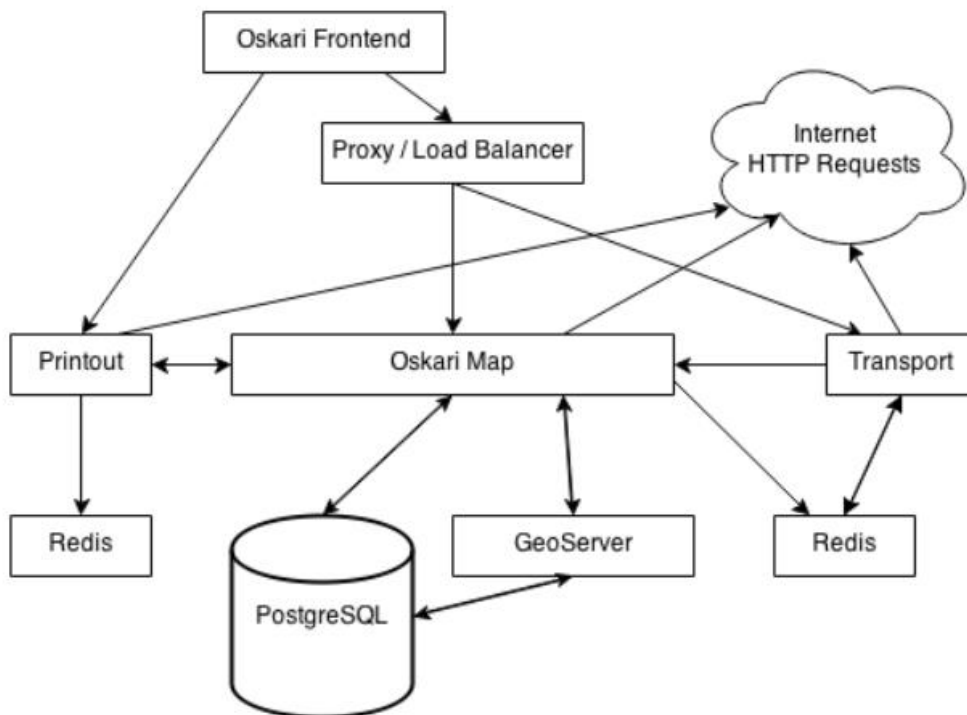 Oskari Frontend
Proxy / Load Balancer
Internet
HTTP Requests
Printout
Oskari Map
Transport
Redis
PostgreSQL
GeoServer
Redis